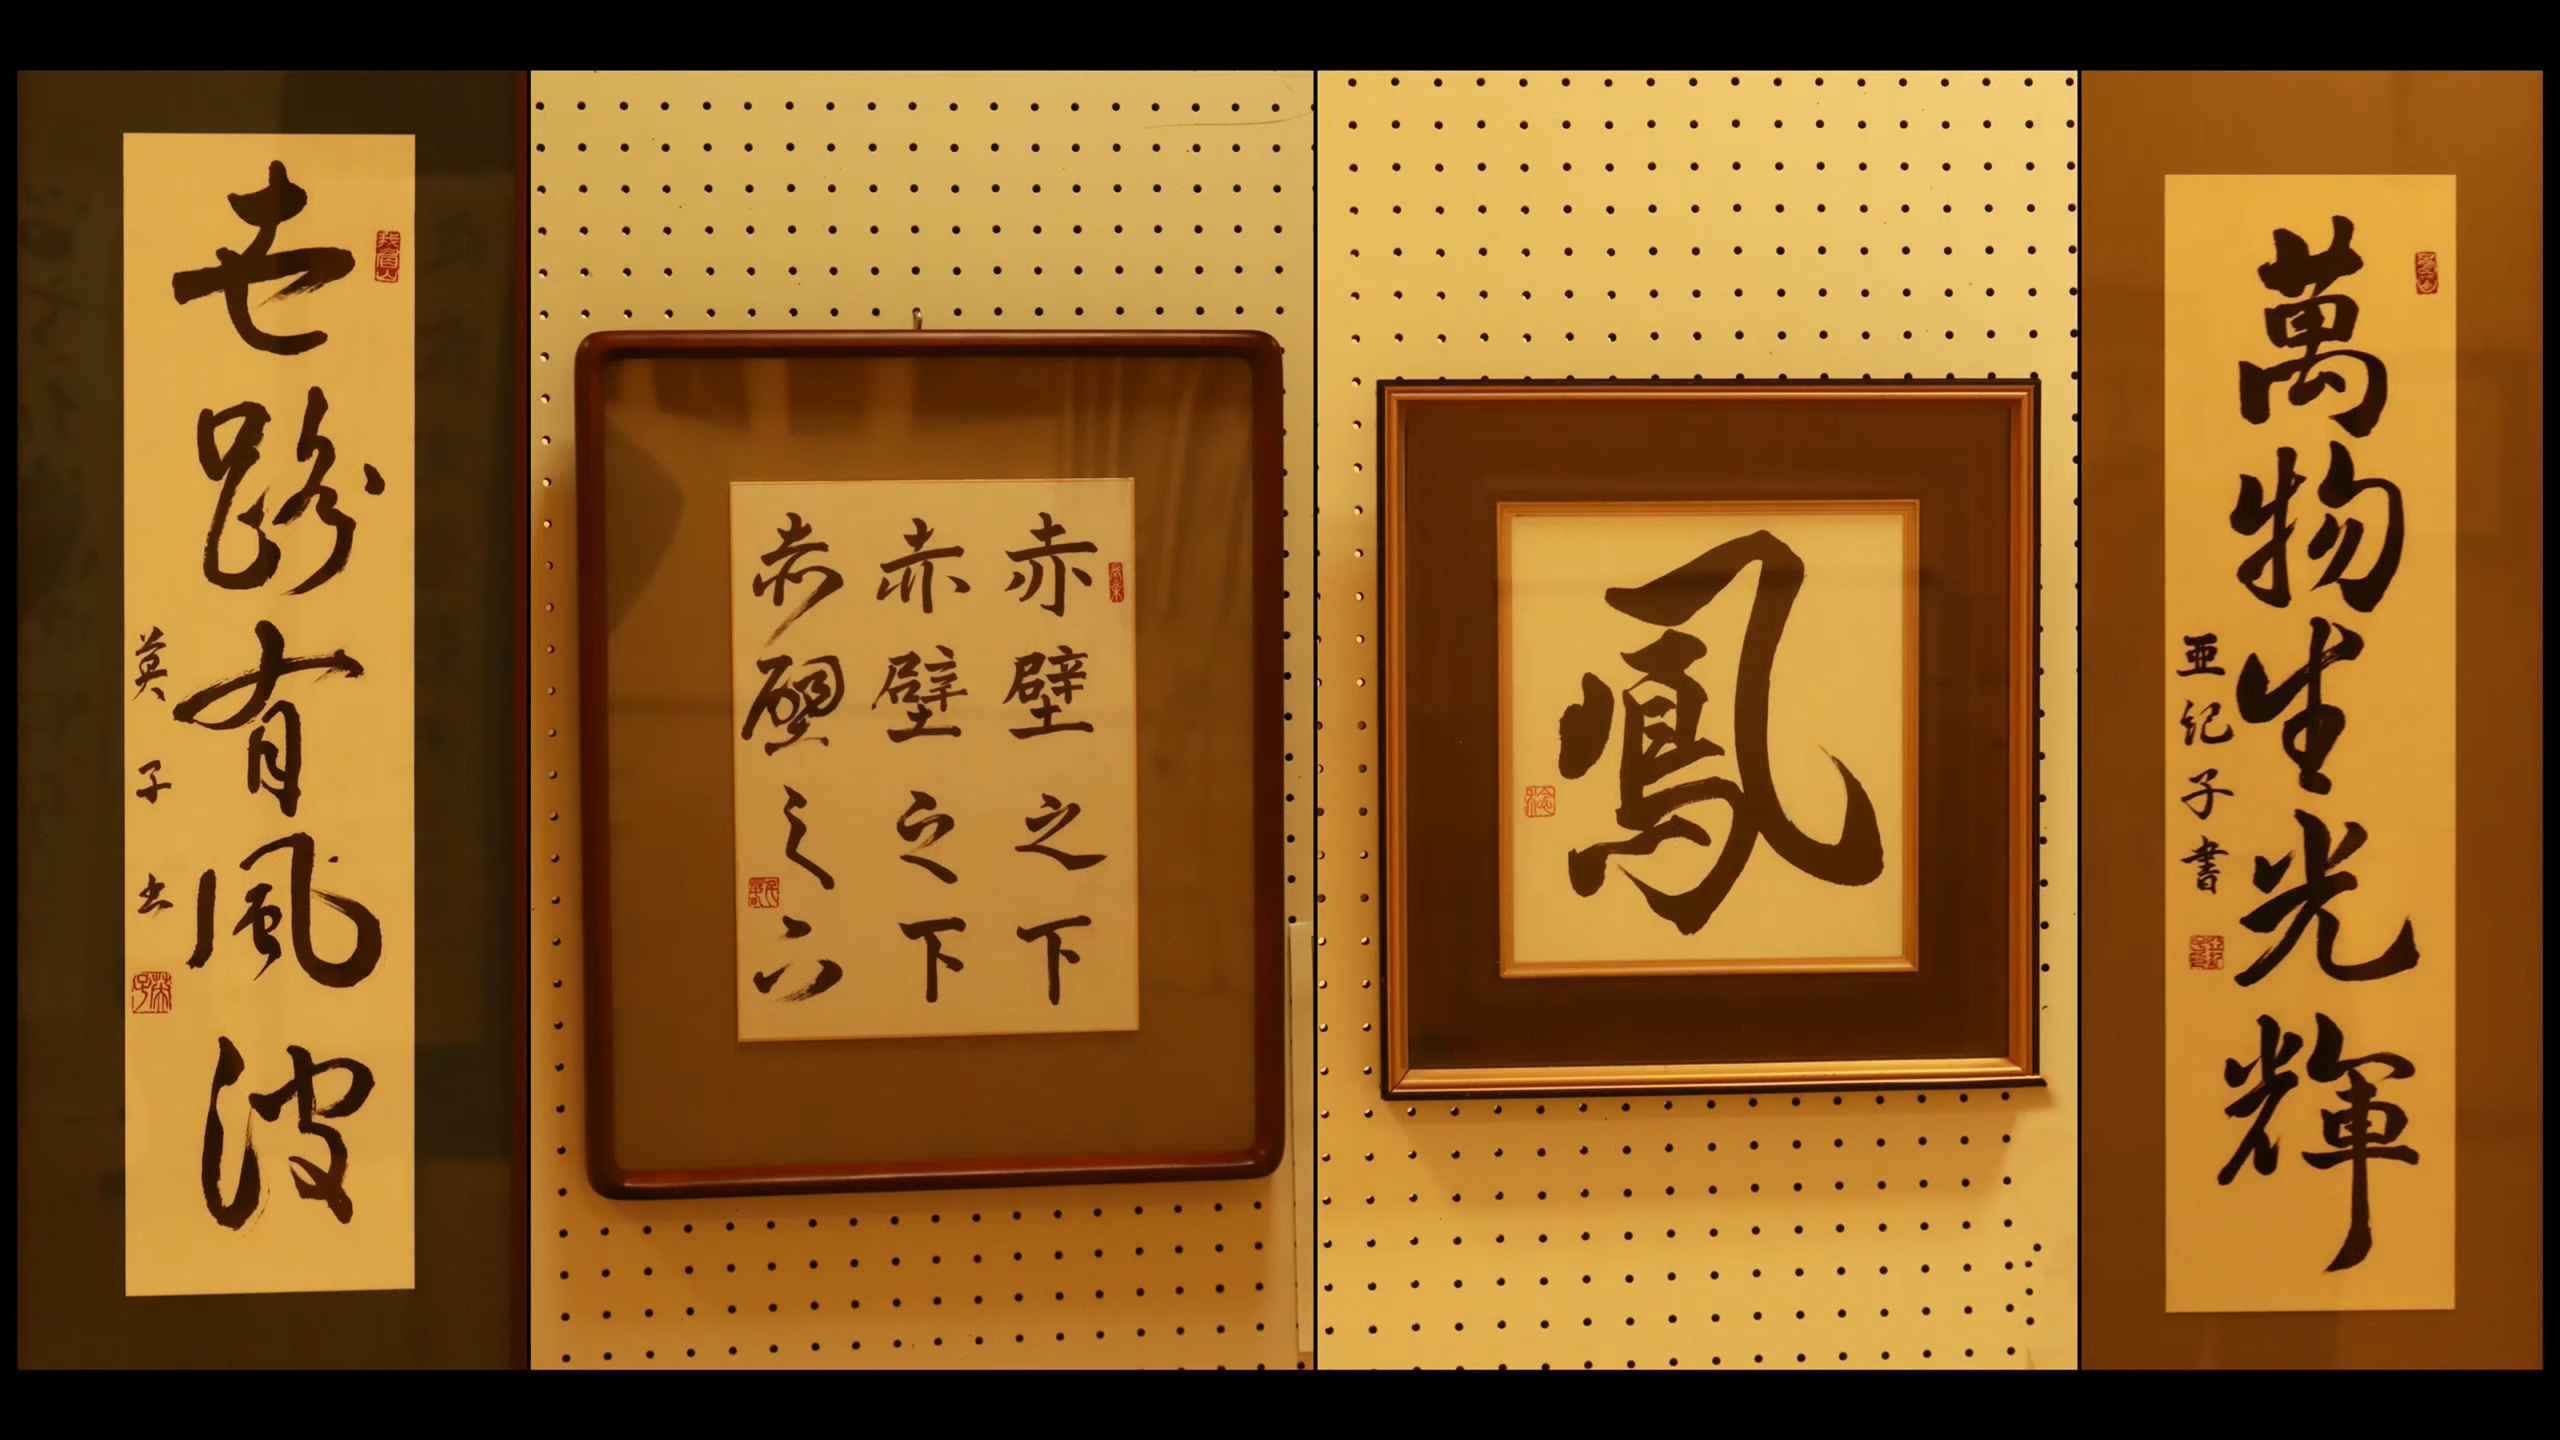 世路有風波
英子書
赤壁之下
赤壁之下
赤壁之下
鳳
萬物生光輝
亜紀子書